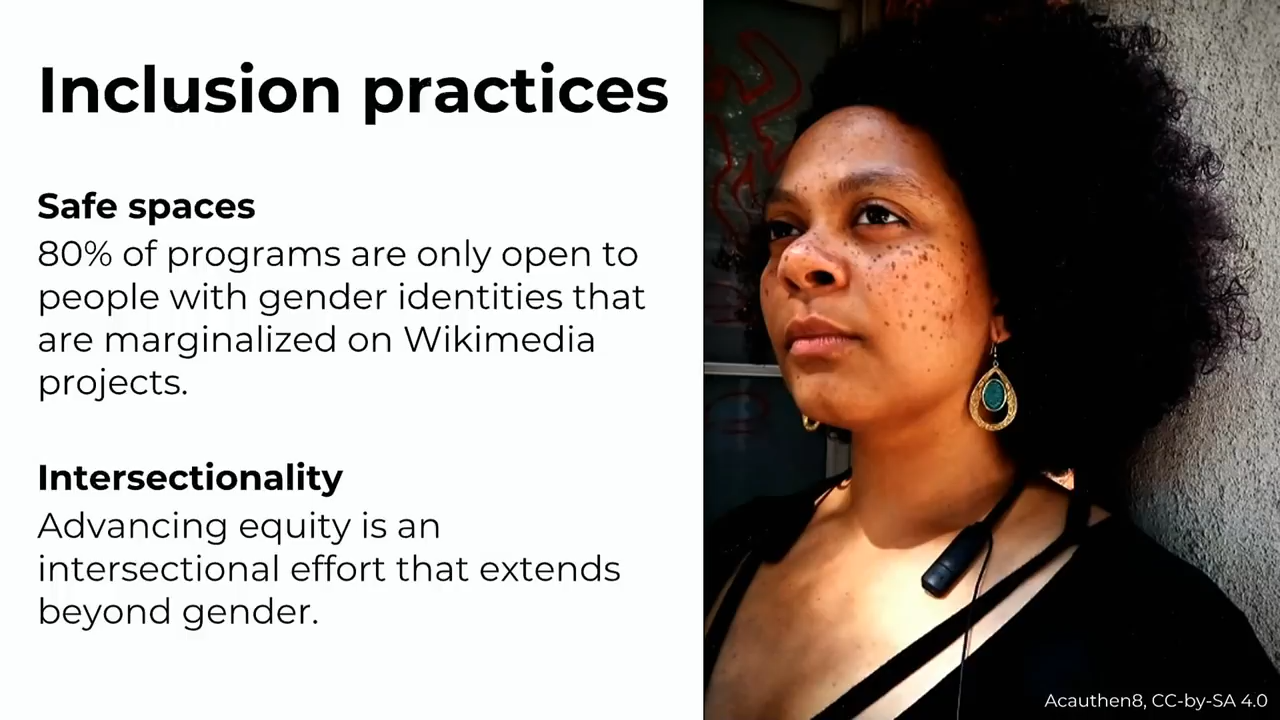 Inclusion practices
Safe spaces
80% of programs are only open to
people with gender identities that
are marginalized on Wikimedia
projects.
Intersectionality
Advancing equity is an
intersectional effort that extends
beyond gender.
Acauthen8, CC-by-SA 4.0